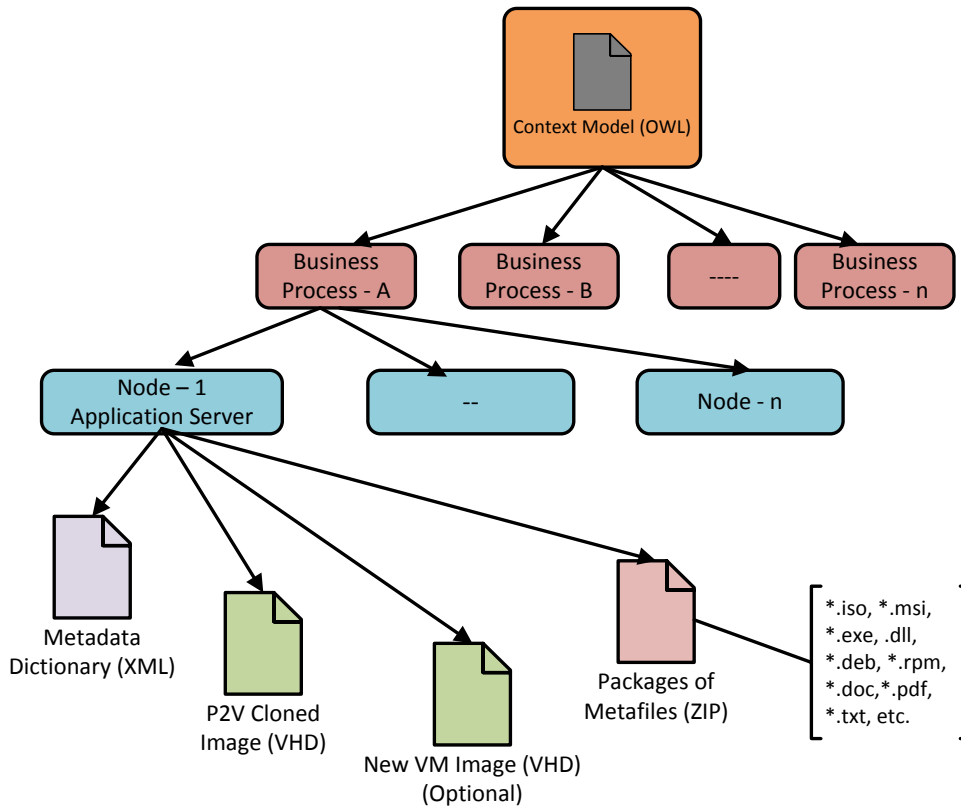 Context Model (OWL)
Business
Process - A
Business
Process - B
----
Business
Process - n
Node – 1
Application Server
--
Node - n
Metadata
Dictionary (XML)
P2V Cloned
Image (VHD)
New VM Image (VHD)
(Optional)
Packages of
Metafiles (ZIP)
*.iso, *.msi,
*.exe, .dll,
*.deb, *.rpm,
*.doc,*.pdf,
*.txt, etc.